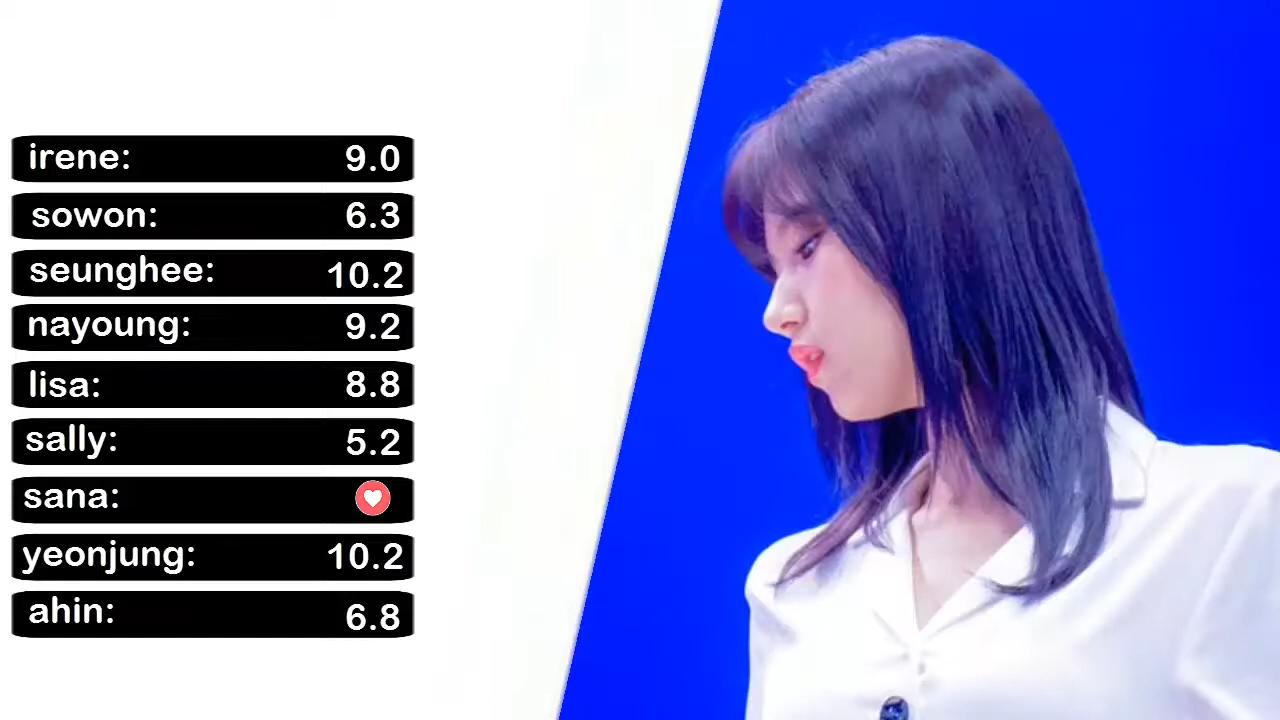 irene: 9.0
sowon: 6.3
seunghee: 10.2
nayoung: 9.2
lisa: 8.8
sally: 5.2
sana:
yeonjung: 10.2
ahin: 6.8